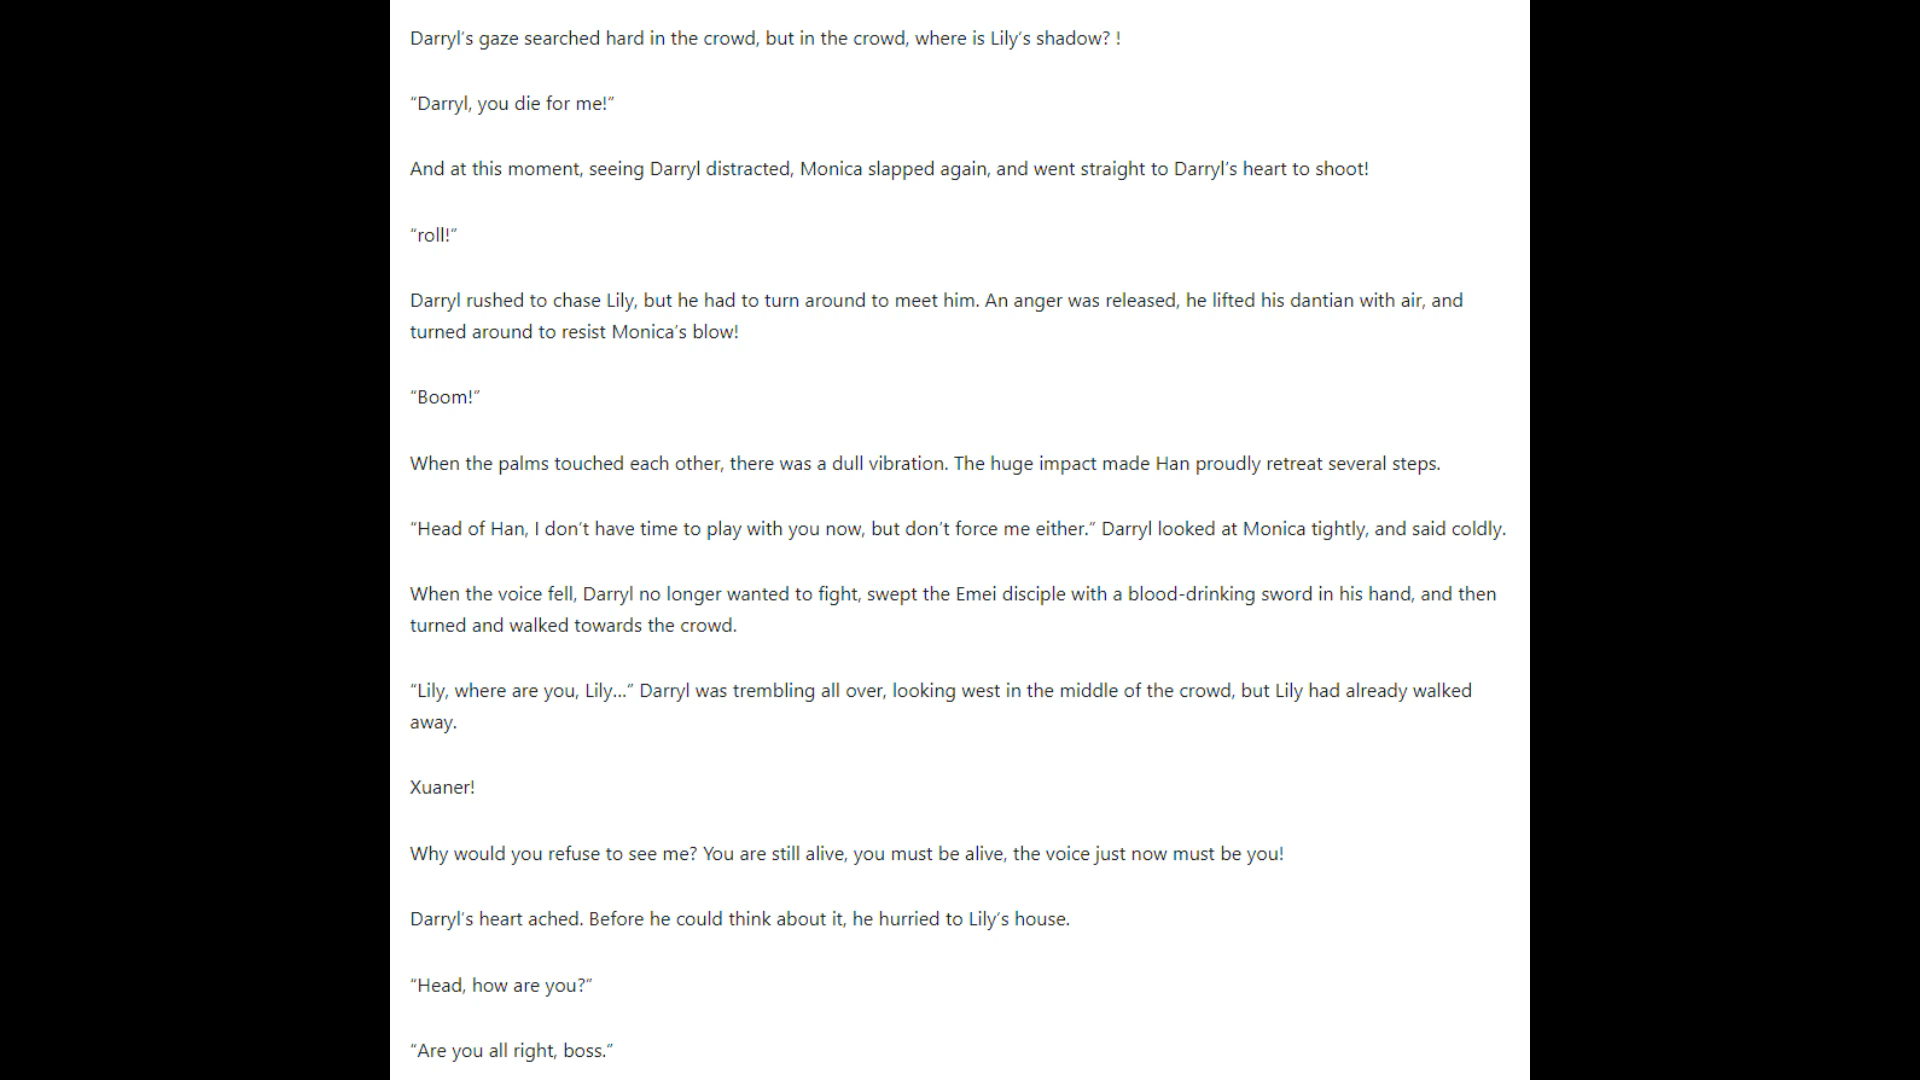 Darryl’s gaze searched hard in the crowd, but in the crowd, where is Lily’s shadow? !
“Darryl, you die for me!”
And at this moment, seeing Darryl distracted, Monica slapped again, and went straight to Darryl’s heart to shoot!
“roll!”
Darryl rushed to chase Lily, but he had to turn around to meet him. An anger was released, he lifted his dantian with air, and
turned around to resist Monica’s blow!
“Boom!”
When the palms touched each other, there was a dull vibration. The huge impact made Han proudly retreat several steps.
“Head of Han, I don’t have time to play with you now, but don’t force me either.” Darryl looked at Monica tightly, and said coldly.
When the voice fell, Darryl no longer wanted to fight, swept the Emei disciple with a blood-drinking sword in his hand, and then
turned and walked towards the crowd.
“Lily, where are you, Lily…” Darryl was trembling all over, looking west in the middle of the crowd, but Lily had already walked
away.
Xuaner!
Why would you refuse to see me? You are still alive, you must be alive, the voice just now must be you!
Darryl’s heart ached. Before he could think about it, he hurried to Lily’s house.
“Head, how are you?”
“Are you all right, boss.”